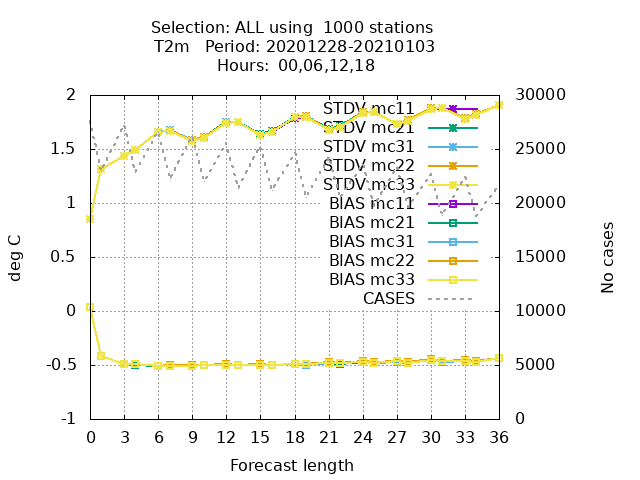 Selection: ALL using  1000 stations
T2m   Period: 20201228-20210103
Hours:  00,06,12,18
2
1.5
1
0.5
0
-0.5
-1
deg C
30000
25000
20000
15000
10000
5000
0
No cases
STDV mc11
STDV mc21
STDV mc31
STDV mc22
STDV mc33
BIAS mc11
BIAS mc21
BIAS mc31
BIAS mc22
BIAS mc33
CASES
0 3 6 9 12 15 18 21 24 27 30 33 36
Forecast length